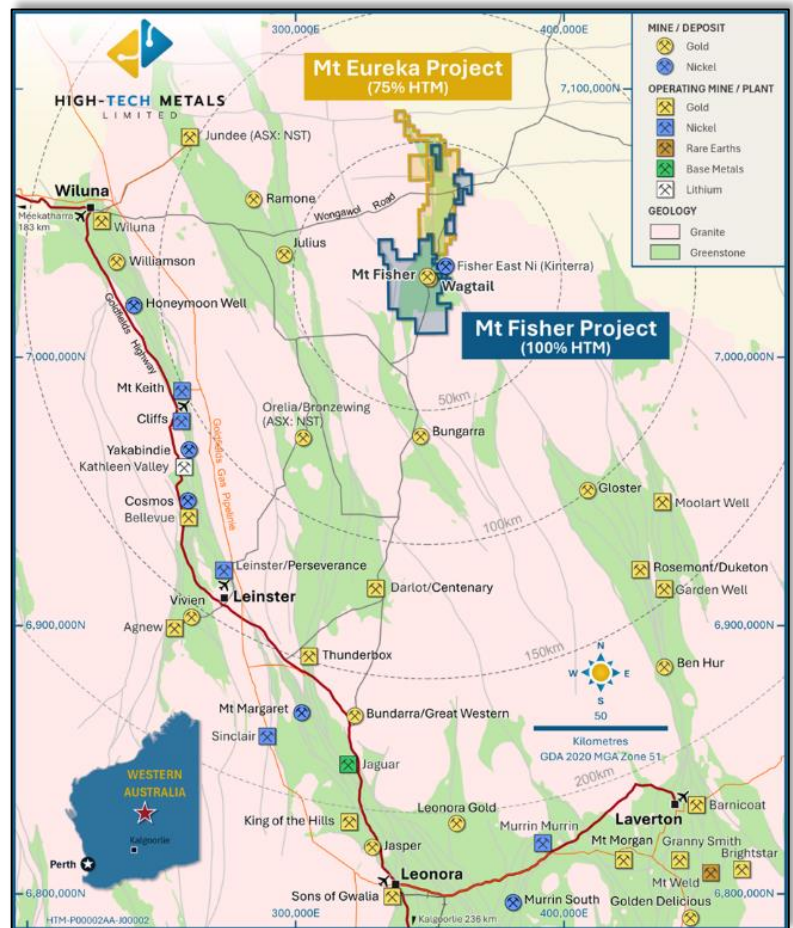 HIGH-TECH METALS
LIMITED
300,000E
400,000E
7,100,000N
Mt Eureka Project
(75% HTM)
MINE / DEPOSIT
Gold
Nickel
OPERATING MINE / PLANT
Gold
Nickel
Rare Earths
Base Metals
Lithium
GEOLOGY
Granite
Greenstone
Jundee (ASX: NST)
Wiluna
Meekatharra
183 km
Wiluna
Ramone
Wongawol Road
Williamson
Julius
Mt Fisher
Fisher East Ni (Kinterra)
Wagtail
Honeymoon Well
Goldfields Highway
Mt Fisher Project
(100% HTM)
7,000,000N
7,000,000N
Mt Keith
50km
Cliffs
Orelia/Bronzewing
(ASX: NST)
Bungarra
Goldfields Gas Pipelinie
Yakabindie
Kathleen Valley
Cosmos
Bellevue
Gloster
Moolart Well
100km
Leinster/Perseverance
Rosemont/Duketon
Leinster
Darlot/Centenary
Garden Well
Vivien
Agnew
6,900,000N
6,900,000N
150km
Thunderbox
Ben Hur
N
W E
S
50
Kilometres
GDA 2020 MGA Zone 51
Mt Margaret
Bundarra/Great Western
Sinclair
Jaguar
200km
WESTERN
AUSTRALIA
Kalgoorlie
Perth
Leonora Gold
Laverton
Barnicoat
King of the Hills
Murrin Murrin
Jasper
Mt Morgan
Granny Smith
Brightstar
Leonora
Mt Weld
6,800,000N
6,800,000N
Sons of Gwalia
Murrin South
Golden Delicious
HTM-P00002AA-J00002
300,000E
Kalgoorlie 236 km
400,000E